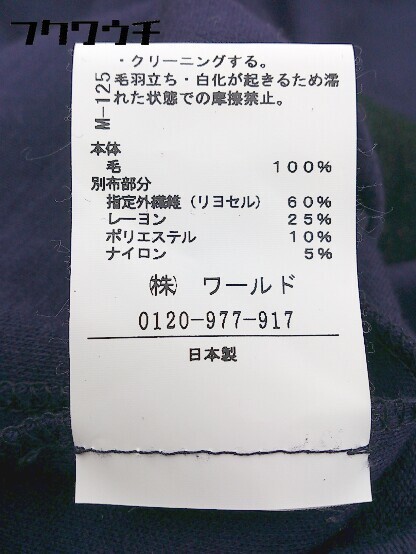 フクワウチ
・クリーニングする。
毛羽立ち・白化が起きるため濡
れた状態での摩擦禁止。
M-125
本体
毛 100%
別布部分
指定外繊維(リヨセル) 60%
レーヨン 25%
ポリエステル 10%
ナイロン 5%
㈱ ワールド
0120-977-917
日本製